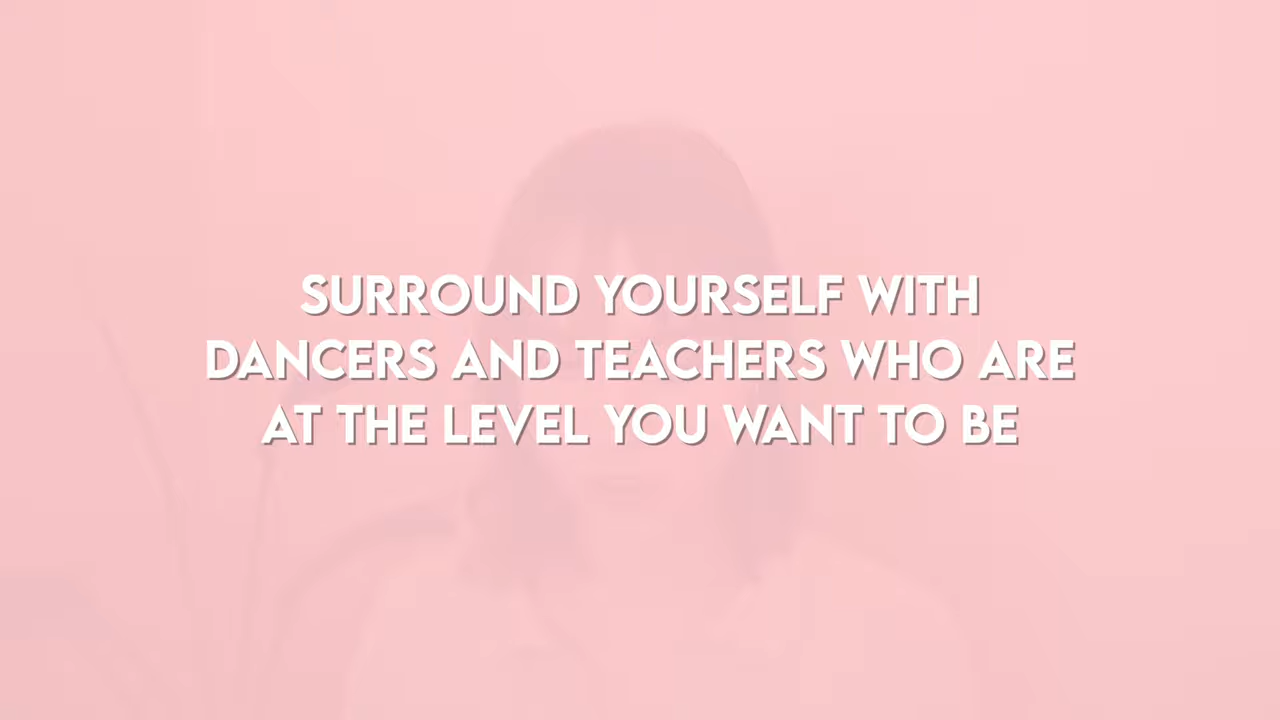 SURROUND YOURSELF WITH
DANCERS AND TEACHERS WHO ARE
AT THE LEVEL YOU WANT TO BE